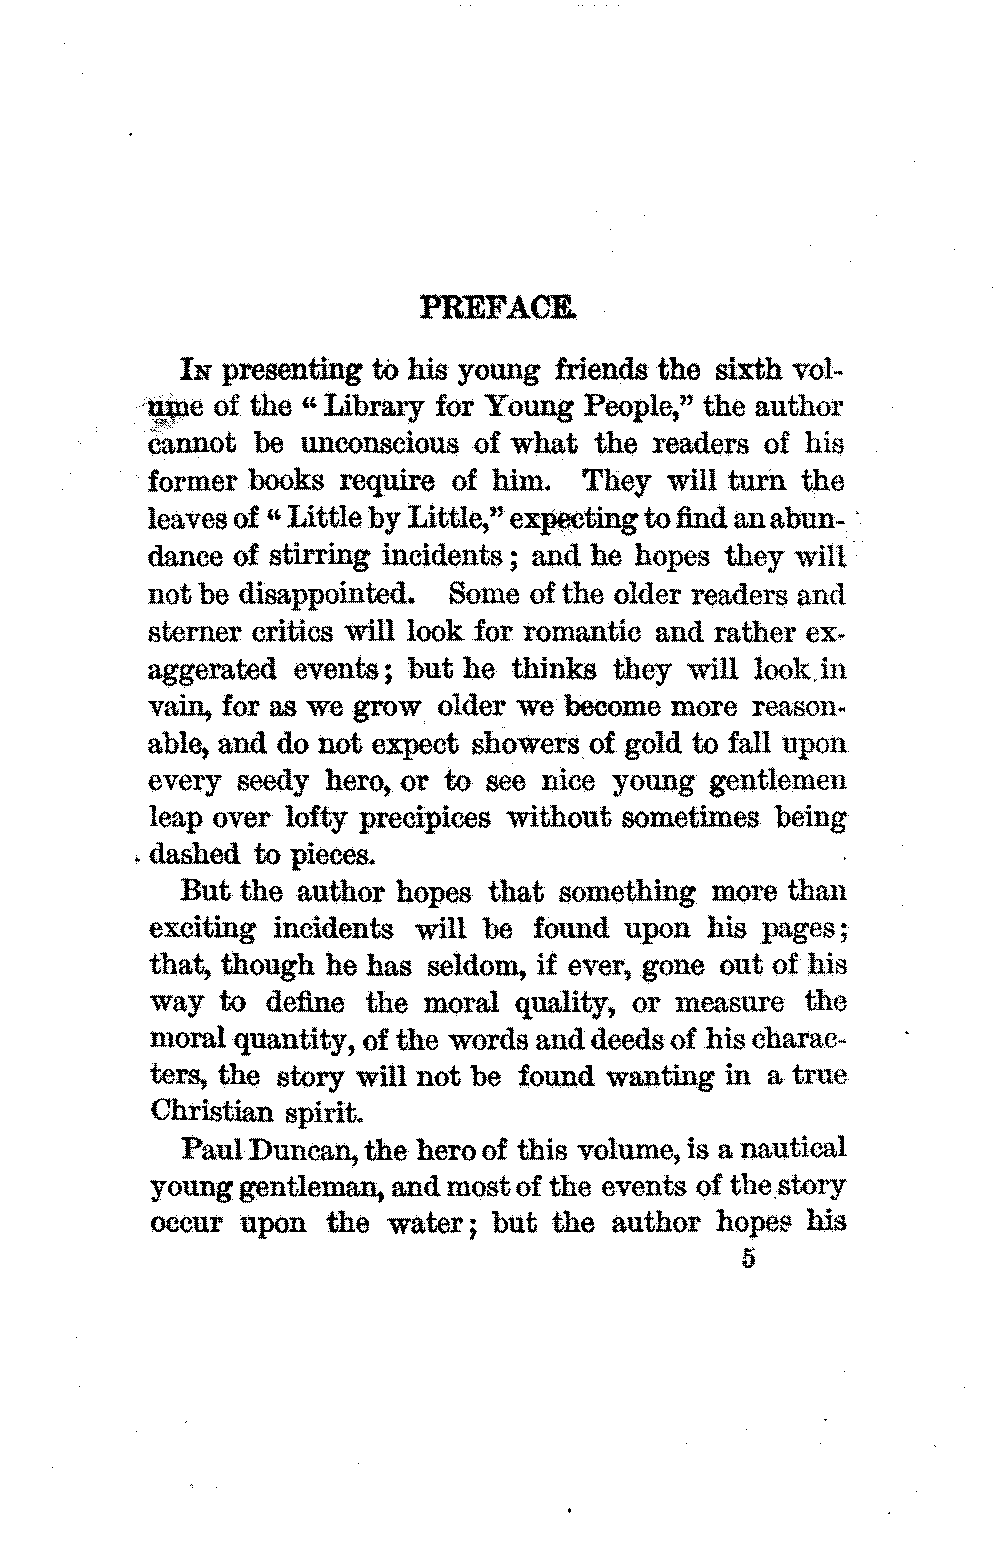 PREFACE.
In presenting to his young friends the sixth vol-
ume of the “Library for Young People,” the author
cannot be unconscious of what the readers of his
former books require of him. They will turn the
leaves of “Little by Little,” expecting to find an abun-
dance of stirring incidents; and he hopes they will
not be disappointed. Some of the older readers and
sterner critics will look for romantic and rather ex-
aggerated events; but he thinks they will look in
vain, for as we grow older we become more reason-
able, and do not expect showers of gold to fall upon
every seedy hero, or to see nice young gentlemen
leap over lofty precipices without sometimes being
dashed to pieces.
But the author hopes that something more than
exciting incidents will be found upon his pages;
that, though he has seldom, if ever, gone out of his
way to define the moral quality, or measure the
moral quantity, of the words and deeds of his charac-
ters, the story will not be found wanting in a true
Christian spirit.
Paul Duncan, the hero of this volume, is a nautical
young gentleman, and most of the events of the story
occur upon the water; but the author hopes his
5